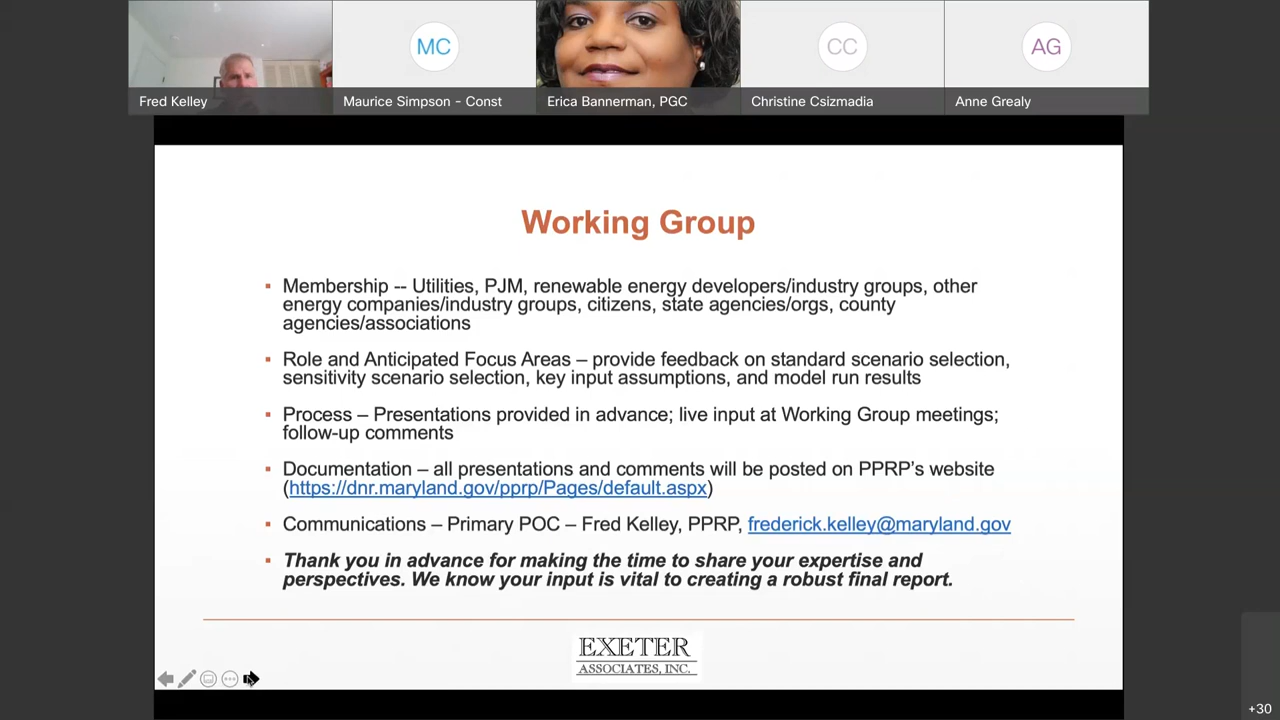 MC
CC
AG
Fred Kelley
Maurice Simpson - Const
Erica Bannerman, PGC
Christine Csizmadia
Anne Grealy
Working Group
Membership -- Utilities, PJM, renewable energy developers/industry groups, other
energy companies/industry groups, citizens, state agencies/orgs, county
agencies/associations
Role and Anticipated Focus Areas – provide feedback on standard scenario selection,
sensitivity scenario selection, key input assumptions, and model run results
Process – Presentations provided in advance; live input at Working Group meetings;
follow-up comments
Documentation – all presentations and comments will be posted on PPRP’s website
(https://dnr.maryland.gov/pprp/Pages/default.aspx)
Communications – Primary POC – Fred Kelley, PPRP, frederick.kelley@maryland.gov
Thank you in advance for making the time to share your expertise and
perspectives. We know your input is vital to creating a robust final report.
EXETER
ASSOCIATES, INC.
+30